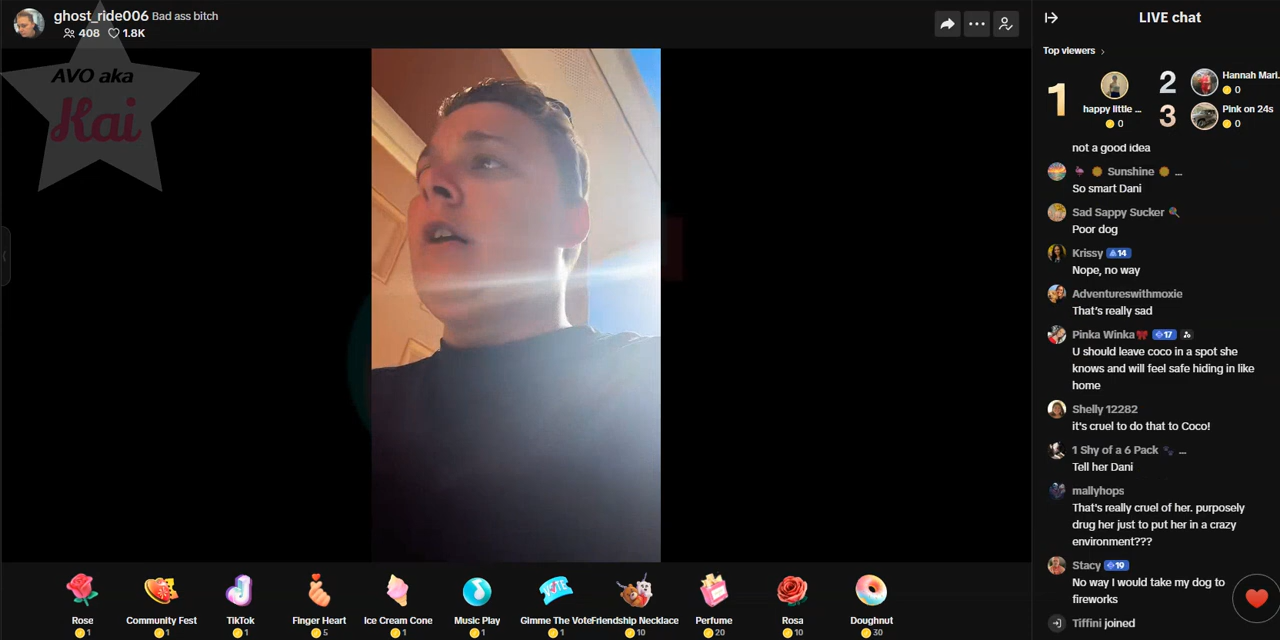 ghost_ride006 Bad ass bitch
408 1.8K
AVO aka
Kai
LIVE chat
Top viewers
1
happy little ...
0
2
Hannah Mari.
0
3
Pink on 24s
0
not a good idea
Sunshine ...
So smart Dani
Sad Sappy Sucker
Poor dog
Krissy 14
Nope, no way
Adventureswithmoxie
That's really sad
Pinka Winka 17
U should leave coco in a spot she
knows and will feel safe hiding in like
home
Shelly 12282
it's cruel to do that to Coco!
1 Shy of a 6 Pack ...
Tell her Dani
mallyhops
That's really cruel of her. purposely
drug her just to put her in a crazy
environment???
Stacy 19
No way I would take my dog to
fireworks
Tiffini joined
Rose
1
Community Fest
1
TikTok
1
Finger Heart
5
Ice Cream Cone
1
Music Play
1
VOTE
GImme The Vote
1
Friendship Necklace
10
Perfume
20
Rosa
10
Doughnut
30